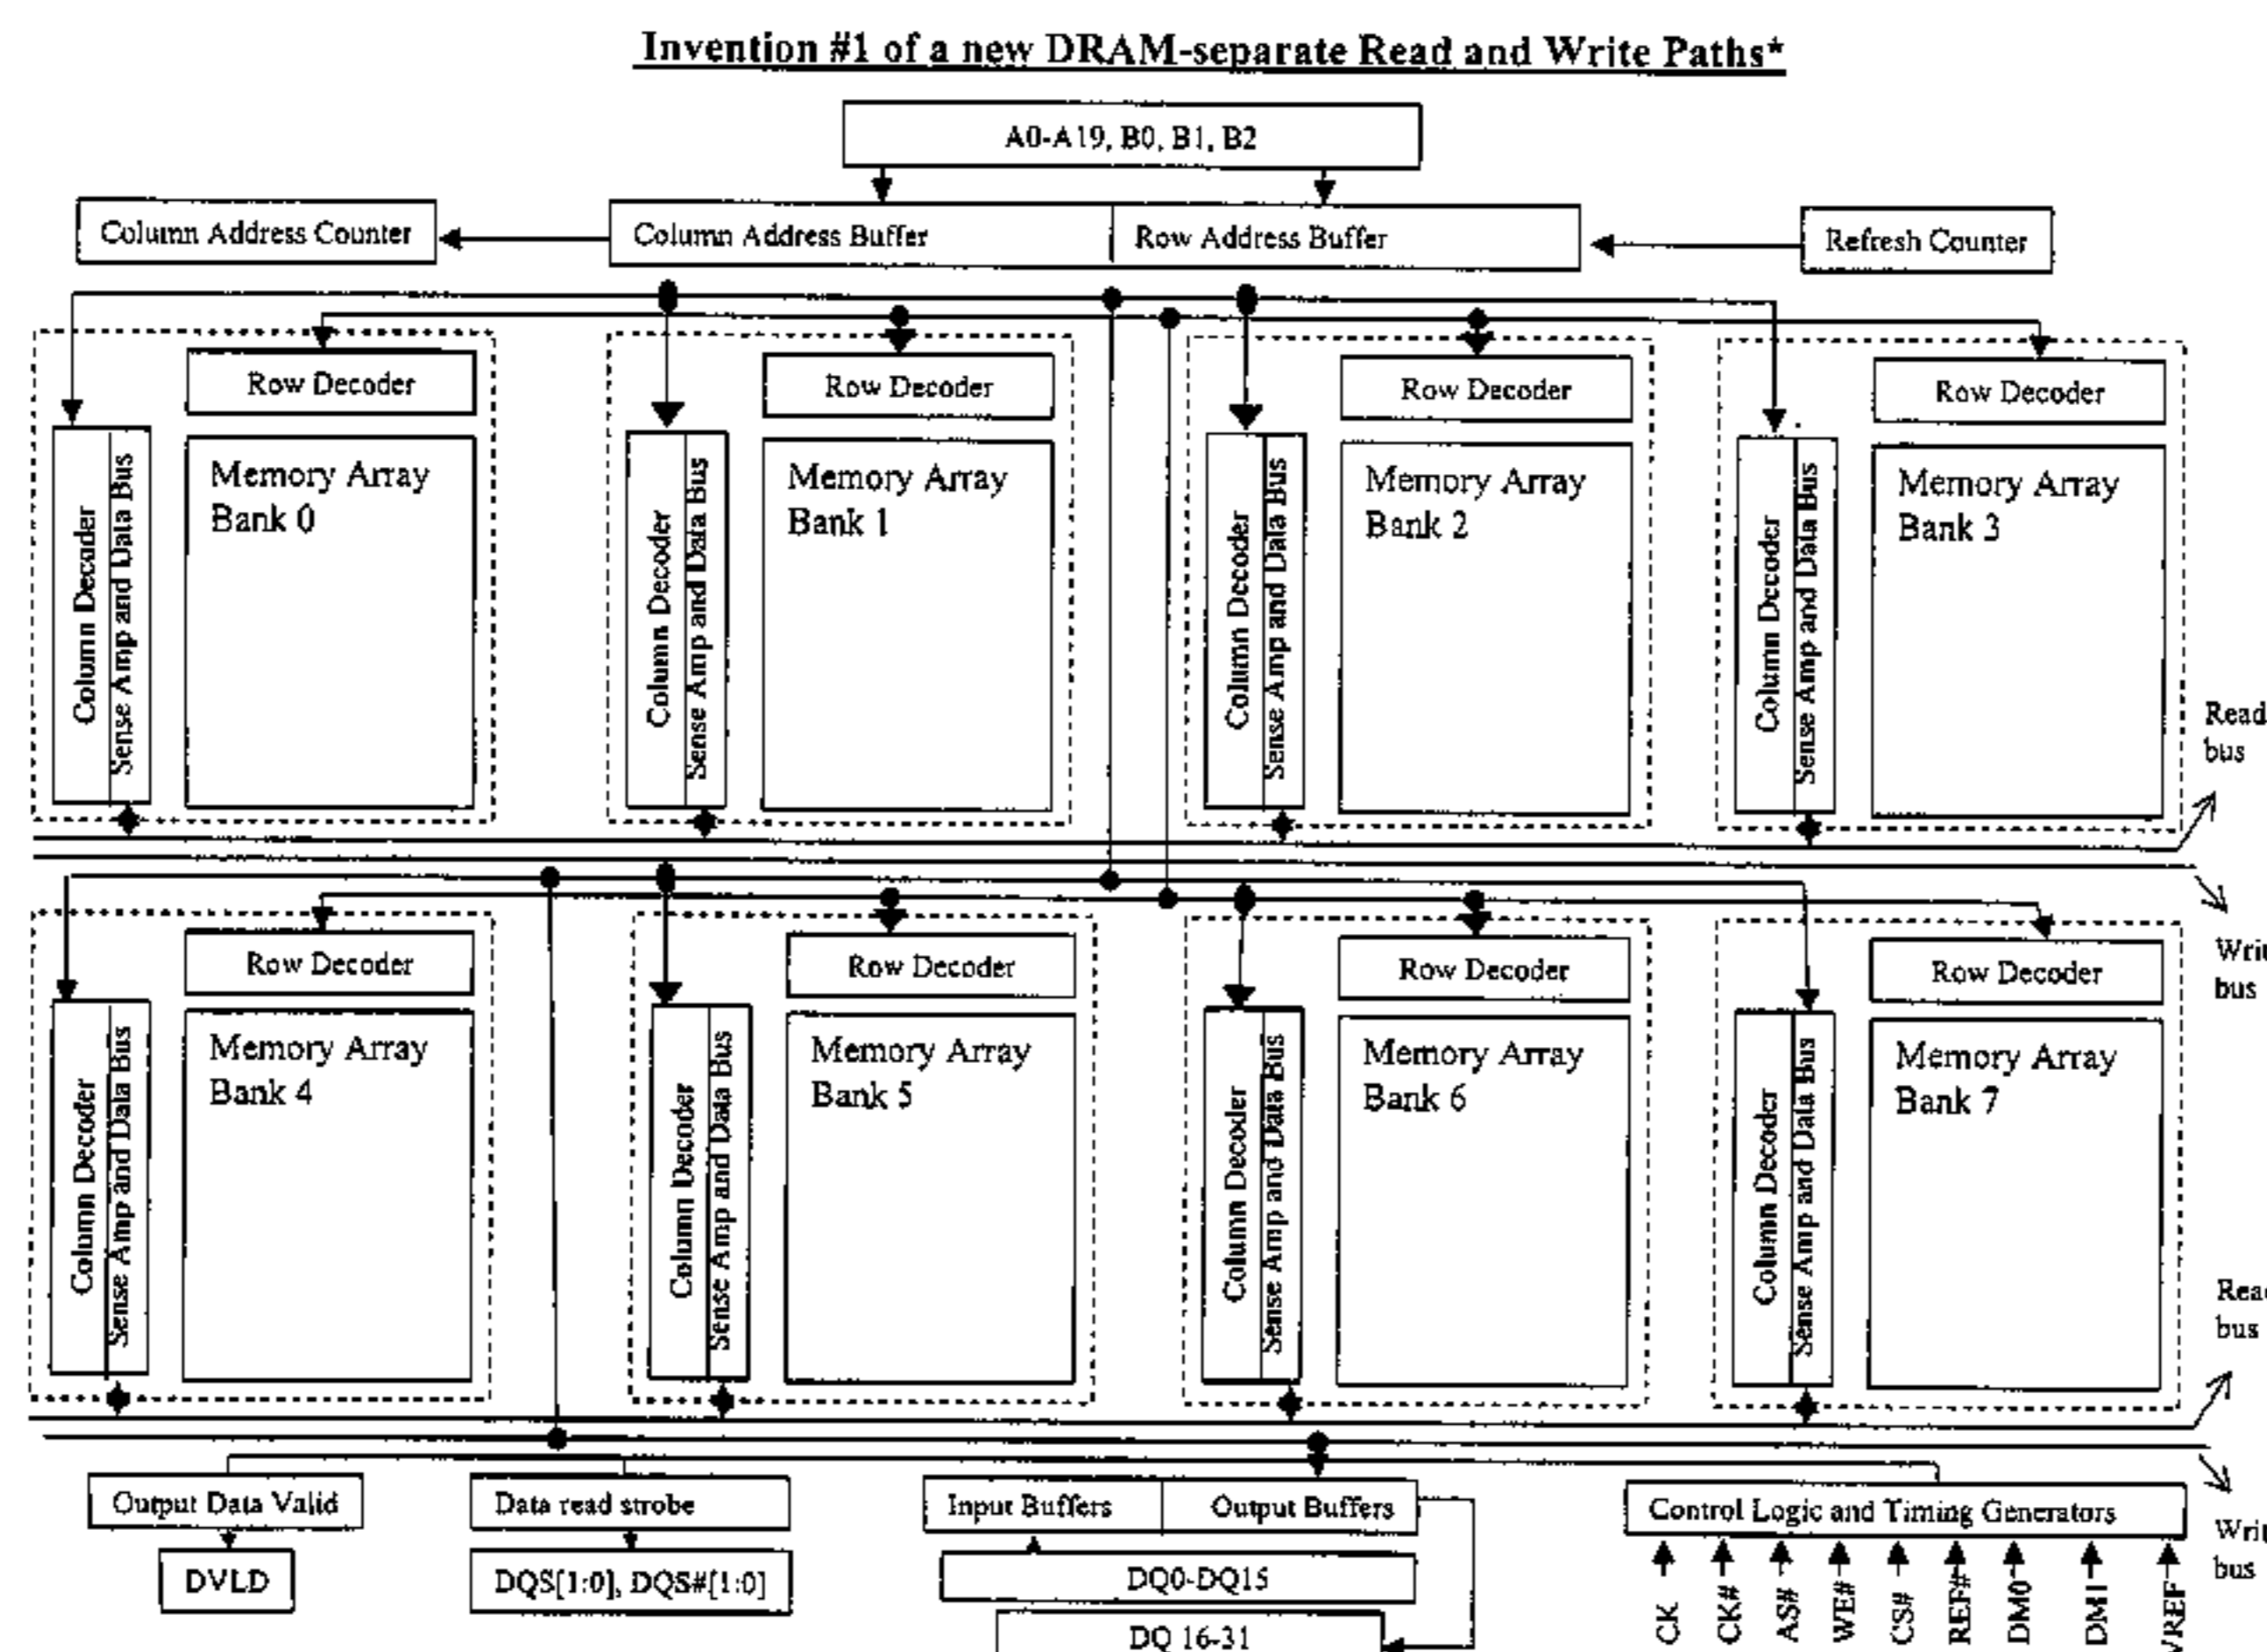 Invention #1 of a new DRAM-separate Read and Write Paths*
A0-A19, B0, B1, B2
Column Address Counter
Column Address Buffer
Row Address Buffer
Refresh Counter
Row Decoder
Row Decoder
Row Decoder
Row Decoder
Column Decoder
Sense Amp and Data Bus
Memory Array
Bank 0
Column Decoder
Sense Amp and Data Bus
Memory Array
Bank 1
Column Decoder
Sense Amp and Data Bus
Memory Array
Bank 2
Column Decoder
Sense Amp and Data Bus
Memory Array
Bank 3
Read
bus
Writ
bus
Row Decoder
Row Decoder
Row Decoder
Row Decoder
Column Decoder
Sense Amp and Data Bus
Memory Array
Bank 4
Column Decoder
Sense Amp and Data Bus
Memory Array
Bank 5
Column Decoder
Sense Amp and Data Bus
Memory Array
Bank 6
Column Decoder
Sense Amp and Data Bus
Memory Array
Bank 7
Rea
bus
Writ
bus
Output Data Valid
Data read strobe
Input Buffers
Output Buffers
Control Logic and Timing Generators
DVLD
DQS[1:0], DQS#[1:0]
DQ0-DQ15
DQ 16-31
CK
CK#
AS#
WE#
CS#
REF#
DM0
DM1
VREF